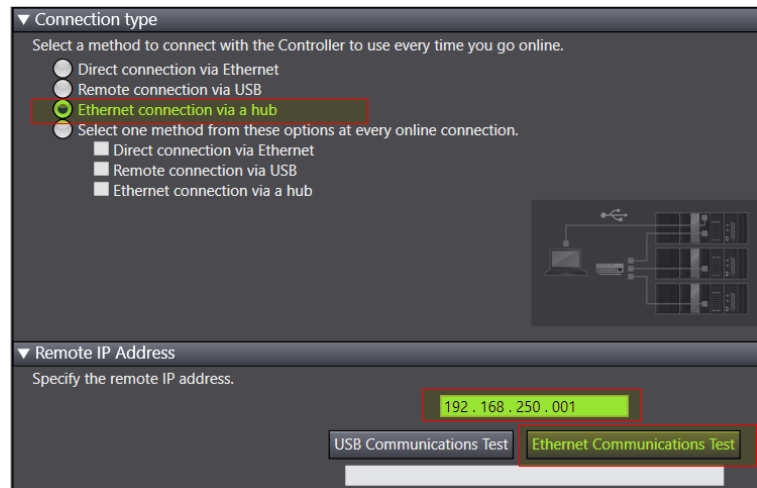 ▼ Connection type
Select a method to connect with the Controller to use every time you go online.
Direct connection via Ethernet
Remote connection via USB
Ethernet connection via a hub
Select one method from these options at every online connection.
Direct connection via Ethernet
Remote connection via USB
Ethernet connection via a hub
▼ Remote IP Address
Specify the remote IP address.
192 . 168 . 250 . 001
USB Communications Test Ethernet Communications Test